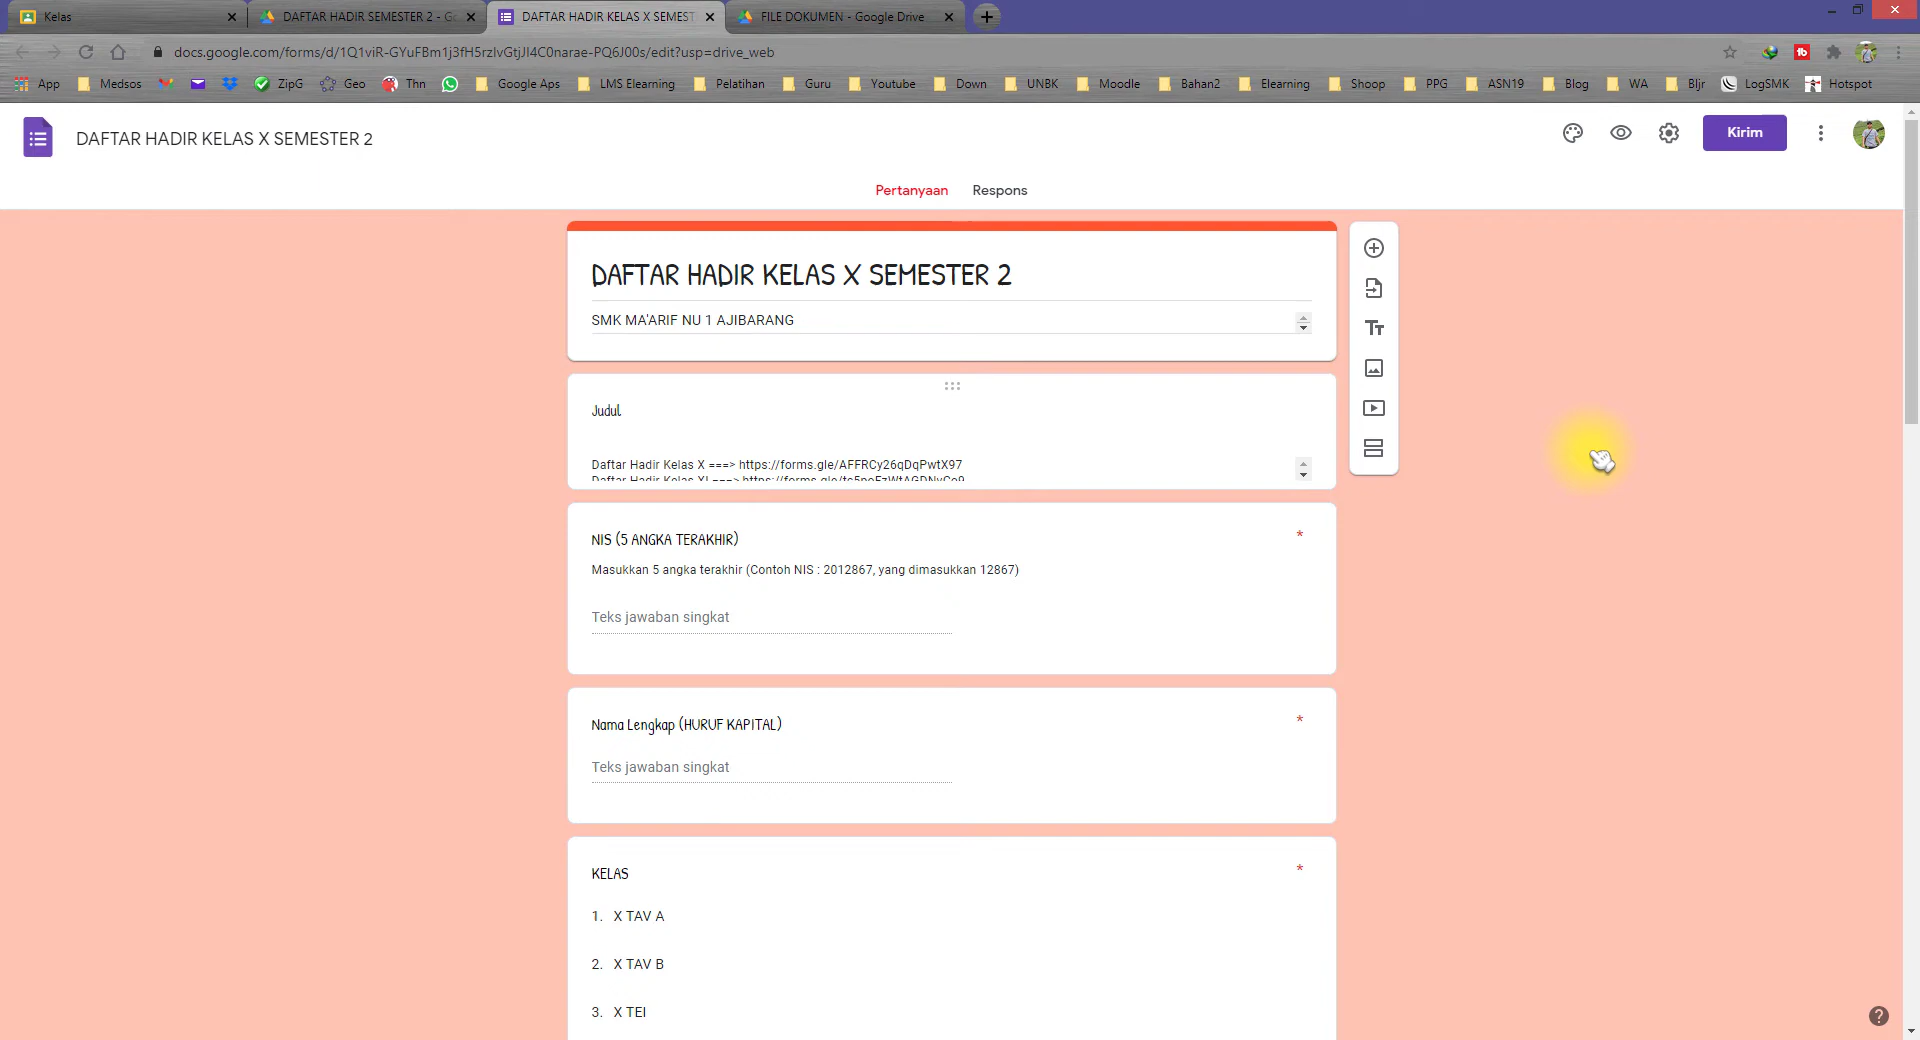 Kelas
DAFTAR HADIR SEMESTER 2 - Go
DAFTAR HADIR KELAS X SEMEST
FILE DOKUMEN - Google Drive
docs.google.com/forms/d/1Q1viR-GYuFBm1j3fH5rzlvGtjJl4C0narae-PQ6J00s/edit?usp=drive_web
App
Medsos
ZipG
Geo
Thn
Google Aps
LMS Elearning
Pelatihan
Guru
Youtube
Down
UNBK
Moodle
Bahan2
Elearning
Shoop
PPG
ASN19
Blog
WA
Bljr
LogSMK
Hotspot
DAFTAR HADIR KELAS X SEMESTER 2
Kirim
Pertanyaan
Respons
DAFTAR HADIR KELAS X SEMESTER 2
SMK MA'ARIF NU 1 AJIBARANG
Judul
Daftar Hadir Kelas X ===> https://forms.gle/AFFRCy26qDqPwtX97
Daftar Hadir Kelas XI ===>
NIS (5 ANGKA TERAKHIR) *
Masukkan 5 angka terakhir (Contoh NIS : 2012867, yang dimasukkan 12867)
Teks jawaban singkat
Nama Lengkap (HURUF KAPITAL) *
Teks jawaban singkat
KELAS *
1. X TAV A
2. X TAV B
3. X TEI